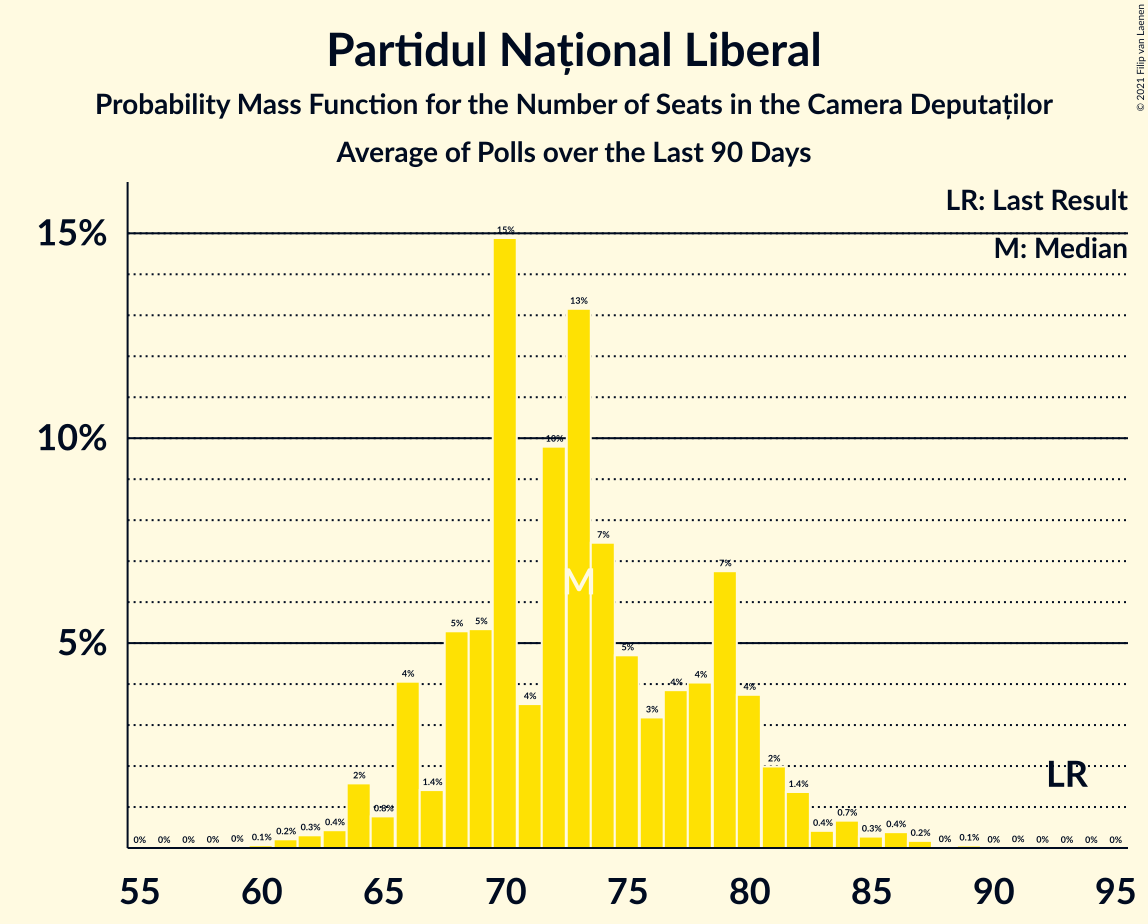 Partidul Național Liberal
Probability Mass Function for the Number of Seats in the Camera Deputaților
Average of Polls over the Last 90 Days
© 2021 Filip van Laenen
LR: Last Result
M: Median
15%
10%
5%
0% 0% 0% 0% 0% 0.1% 0.2% 0.3% 0.4% 2% 0.8% 4% 1.4% 5% 5% 15% 4% 10% 13% 7% 5% 3% 4% 4% 7% 4% 2% 1.4% 0.4% 0.7% 0.3% 0.4% 0.2% 0% 0.1% 0% 0% 0% 0% 0% 0%
M
LR
55 60 65 70 75 80 85 90 95